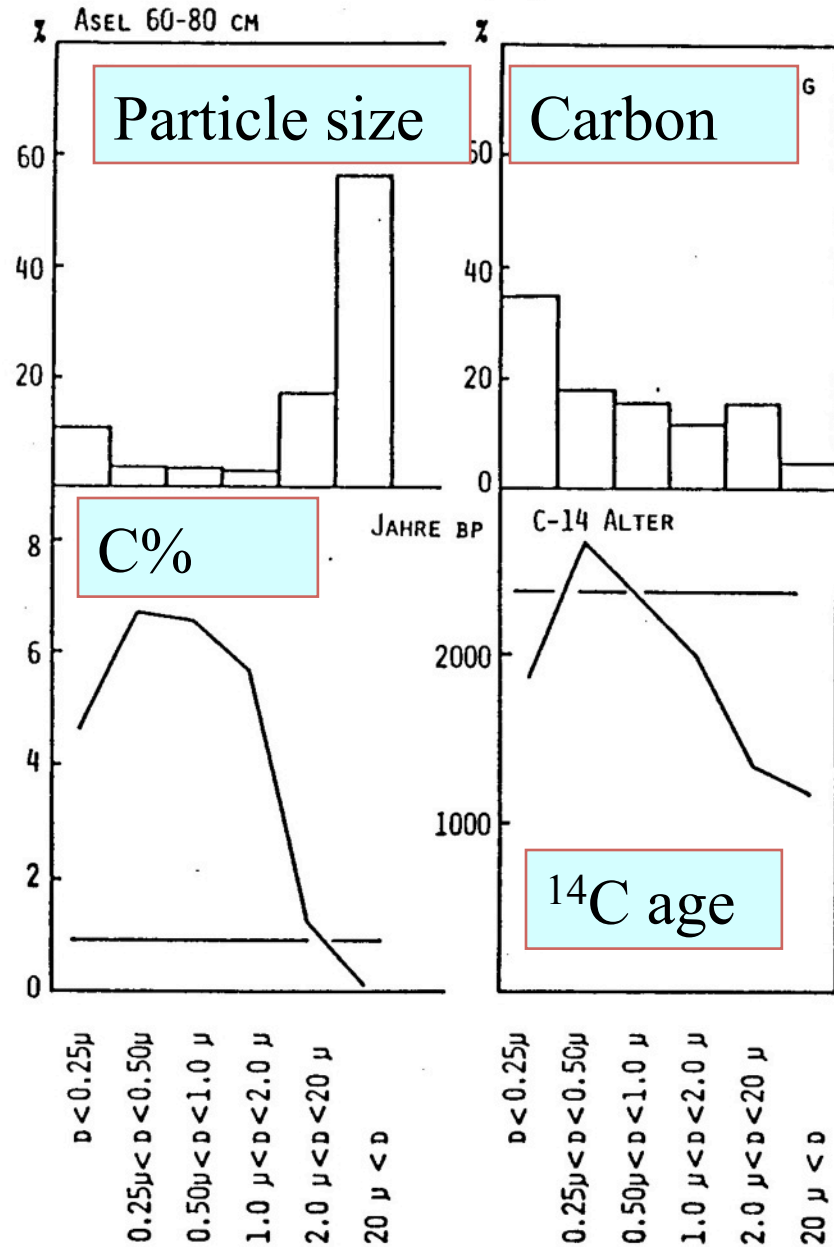 ASEL 60-80 CM
%
Particle size
60
40
20
%
Carbon
G
40
20
0
C%
8
6
4
2
0
JAHRE BP
C-14 ALTER
2000
1000
14C age
D < 0.25μ
0.25μ < D < 0.50μ
0.50μ < D < 1.0 μ
1.0 μ < D < 2.0 μ
2.0 μ < D < 20 μ
20 μ < D
D < 0.25μ
0.25μ < D < 0.50μ
0.50μ < D < 1.0 μ
1.0 μ < D < 2.0 μ
2.0 μ < D < 20 μ
20 μ < D